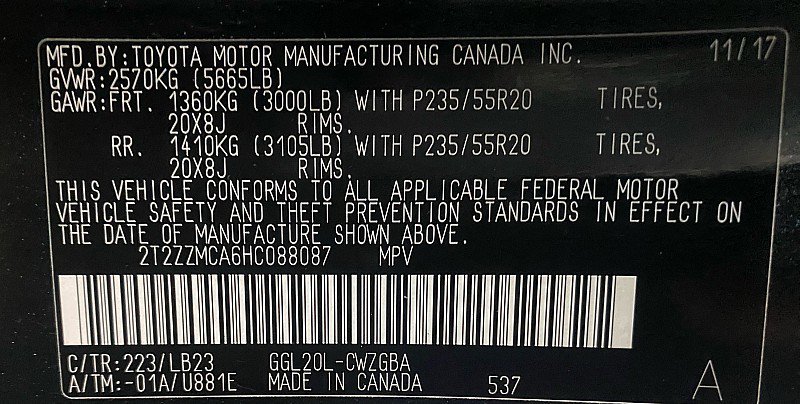 MFD.BY:TOYOTA MOTOR MANUFACTURING CANADA INC. 11/17
GVWR:2570KG (5665LB)
GAWR:FRT. 1360KG (3000LB) WITH P235/55R20 TIRES,
20X8J RIMS.
RR. 1410KG (3105LB) WITH P235/55R20 TIRES,
20X8J RIMS.
THIS VEHICLE CONFORMS TO ALL APPLICABLE FEDERAL MOTOR
VEHICLE SAFETY AND THEFT PREVENTION STANDARDS IN EFFECT ON
THE DATE OF MANUFACTURE SHOWN ABOVE.
2T2ZZMCA6HC088087 MPV
C/TR:223/LB23 GGL20L-CWZGBA
A/TM:-01A/U881E MADE IN CANADA 537 A